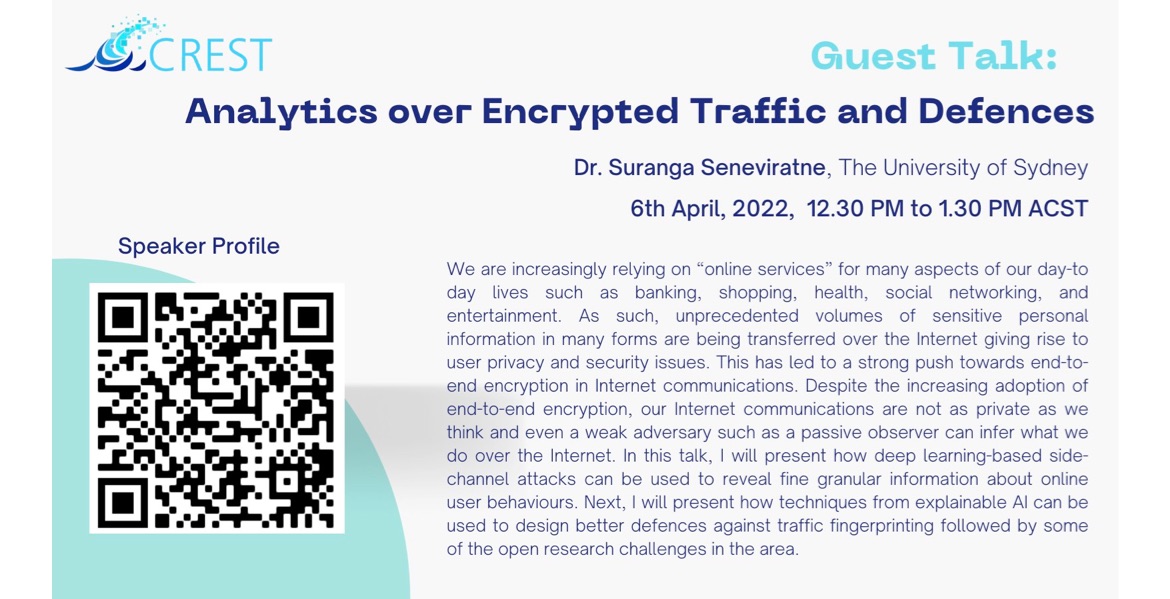 CREST
Guest Talk:
Analytics over Encrypted Traffic and Defences
Dr. Suranga Seneviratne, The University of Sydney
6th April, 2022, 12.30 PM to 1.30 PM ACST
Speaker Profile
We are increasingly relying on “online services” for many aspects of our day-to
day lives such as banking, shopping, health, social networking, and
entertainment. As such, unprecedented volumes of sensitive personal
information in many forms are being transferred over the Internet giving rise to
user privacy and security issues. This has led to a strong push towards end-to-
end encryption in Internet communications. Despite the increasing adoption of
end-to-end encryption, our Internet communications are not as private as we
think and even a weak adversary such as a passive observer can infer what we
do over the Internet. In this talk, I will present how deep learning-based side-
channel attacks can be used to reveal fine granular information about online
user behaviours. Next, I will present how techniques from explainable AI can be
used to design better defences against traffic fingerprinting followed by some
of the open research challenges in the area.